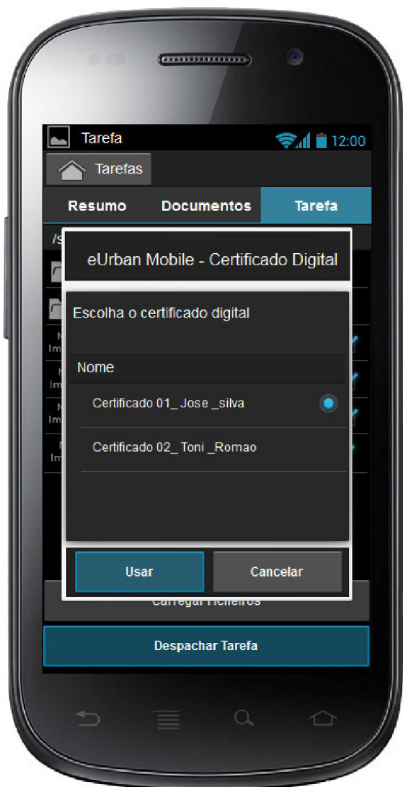 Tarefa
12:00
Tarefas
Resumo Documentos Tarefa
eUrban Mobile - Certificado Digital
Escolha o certificado digital
Nome
Certificado 01_ Jose _silva
Certificado 02_ Toni _Romao
Usar Cancelar
Carregar Ficheiros
Despachar Tarefa